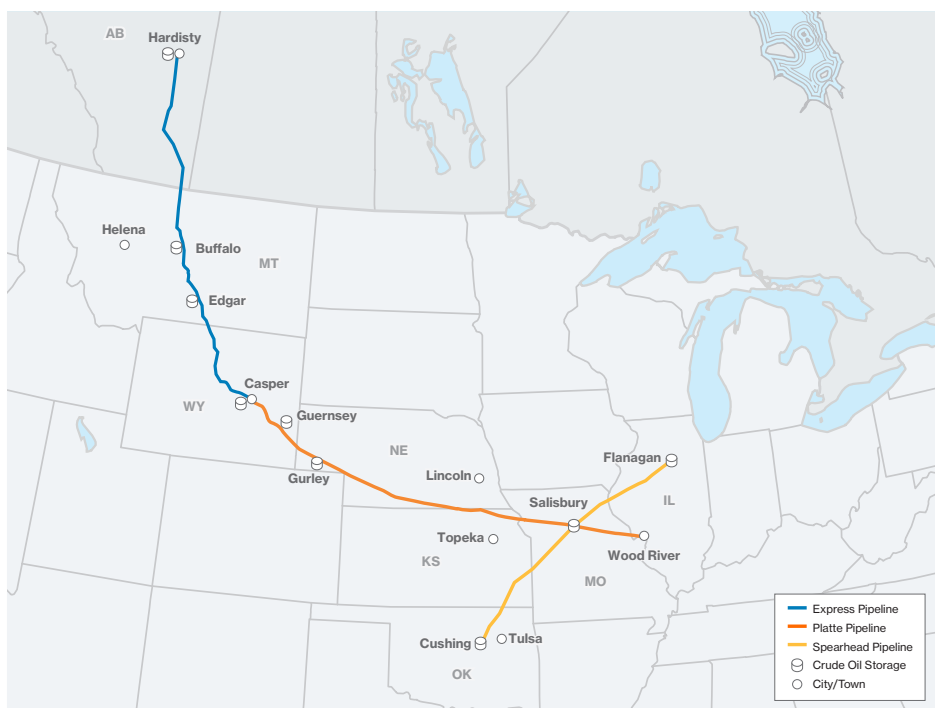 AB
Hardisty
Helena
Buffalo
MT
Edgar
Casper
WY
Guernsey
NE
Gurley
Lincoln
Flanagan
Salisbury
IL
Topeka
KS
Wood River
MO
Cushing
Tulsa
OK
Express Pipeline
Platte Pipeline
Spearhead Pipeline
Crude Oil Storage
City/Town